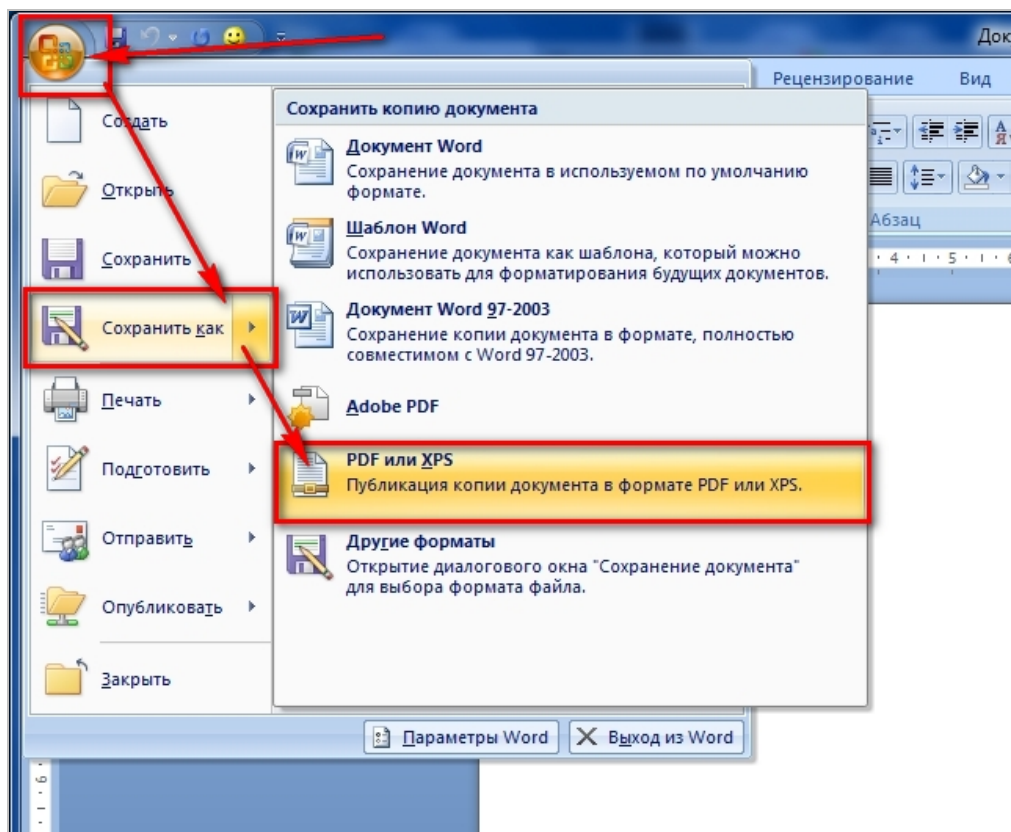 Док
Рецензирование Вид
Создать
Открыть
Сохранить
Сохранить как
Печать
Подготовить
Отправить
Опубликовать
Закрыть
Сохранить копию документа
Документ Word
Сохранение документа в используемом по умолчанию
формате.
Шаблон Word
Сохранение документа как шаблона, который можно
использовать для форматирования будущих документов.
Документ Word 97-2003
Сохранение копии документа в формате, полностью
совместимом с Word 97-2003.
Adobe PDF
PDF или XPS
Публикация копии документа в формате PDF или XPS.
Другие форматы
Открытие диалогового окна "Сохранение документа"
для выбора формата файла.
Абзац
4 5 6
Параметры Word Выход из Word